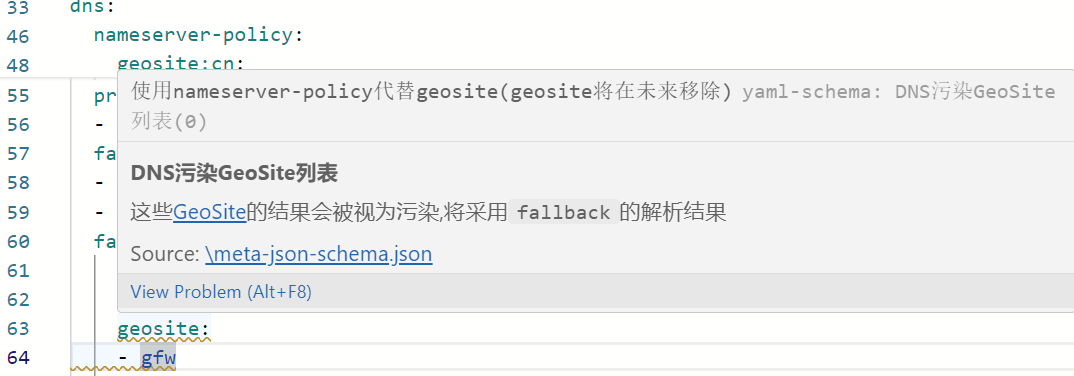 33 dns:
46 nameserver-policy:
48 geosite:cn:
使用nameserver-policy代替geosite(geosite将在未来移除) yaml-schema: DNS污染GeoSite
列表(0)
55 pr
56 -
57 fa
DNS污染GeoSite列表
58 -
这些GeoSite的结果会被视为污染,将采用 fallback 的解析结果
59 -
60 fa
Source: \meta-json-schema.json
61
62 View Problem (Alt+F8)
63 geosite:
64 - gfw